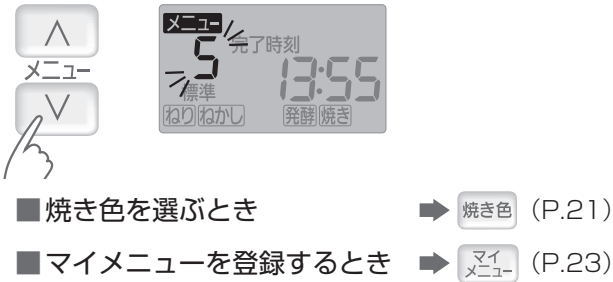 メニュー
メニュー
5
完了時刻
13:55
標準
ねり ねかし 発酵 焼き
■焼き色を選ぶとき ➡ 焼き色 (P.21)
■マイメニューを登録するとき ➡ マイメニュー (P.23)